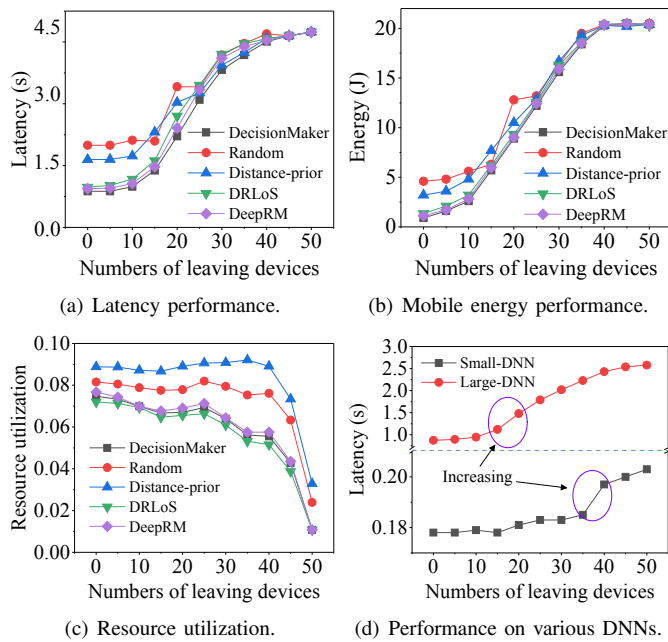 4.5
3.0
1.5
0.0
Latency (s)
DecisionMaker
Random
Distance-prior
DRLoS
DeepRM
0 10 20 30 40 50
Numbers of leaving devices
(a) Latency performance.
20
15
10
5
0
Energy (J)
DecisionMaker
Random
Distance-prior
DRLoS
DeepRM
0 10 20 30 40 50
Numbers of leaving devices
(b) Mobile energy performance.
0.10
0.08
0.06
0.04
0.02
0.00
Resource utilization
DecisionMaker
Random
Distance-prior
DRLoS
DeepRM
0 10 20 30 40 50
Numbers of leaving devices
(c) Resource utilization.
3.0
2.5
2.0
1.5
1.0
0.20
0.18
Latency (s)
Small-DNN
Large-DNN
Increasing
0 10 20 30 40 50
Numbers of leaving devices
(d) Performance on various DNNs.